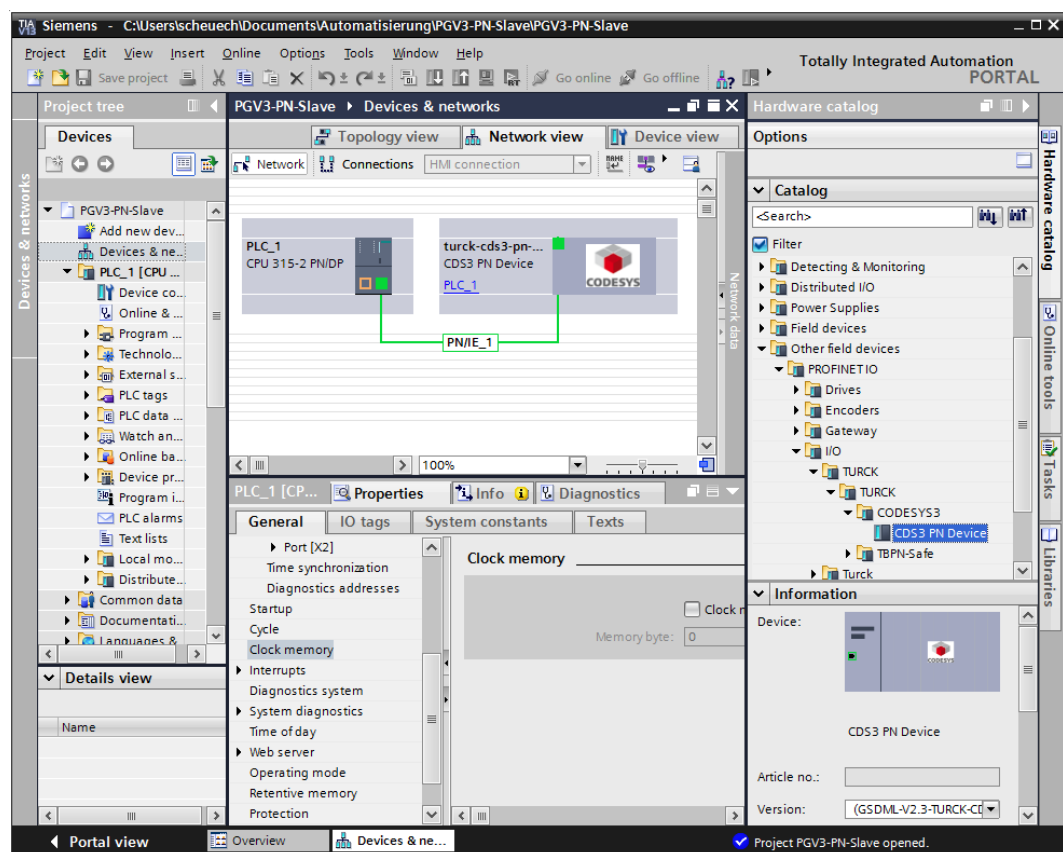 Siemens - C:\Users\scheuech\Documents\Automatisierung\PGV3-PN-Slave\PGV3-PN-Slave
Project Edit View Insert Online Options Tools Window Help
Totally Integrated Automation
PORTAL
Save project Go online Go offline
Project tree
Devices
Devices & networks
PGV3-PN-Slave
Add new dev...
Devices & ne...
PLC_1 [CPU ...
Device co...
Online & ...
Program ...
Technolo...
External s...
PLC tags
PLC data ...
Watch an...
Online ba...
Device pr...
Program i...
PLC alarms
Text lists
Local mo...
Distribute...
Common data
Documentati...
Languages &
Details view
Name
PGV3-PN-Slave Devices & networks
Topology view Network view Device view
Network Connections HMI connection
PLC_1
CPU 315-2 PN/DP
turck-cds3-pn-...
CDS3 PN Device
PLC_1
CODESYS
PN/IE_1
Network data
100%
PLC_1 [CP... Properties Info Diagnostics
General IO tags System constants Texts
Port [X2]
Time synchronization
Diagnostics addresses
Startup
Cycle
Clock memory
Interrupts
Diagnostics system
System diagnostics
Time of day
Web server
Operating mode
Retentive memory
Protection
Clock memory
Clock m
Memory byte: 0
Hardware catalog
Options
Catalog
<Search>
Filter
Detecting & Monitoring
Distributed I/O
Power Supplies
Field devices
Other field devices
PROFINET IO
Drives
Encoders
Gateway
I/O
TURCK
TURCK
CODESYS3
CDS3 PN Device
TBPN-Safe
Turck
Information
Device:
CODESYS
CDS3 PN Device
Article no.:
Version: (GSDML-V2.3-TURCK-CD
Hardware catalog
Online tools
Tasks
Libraries
Portal view Overview Devices & ne... Project PGV3-PN-Slave opened.